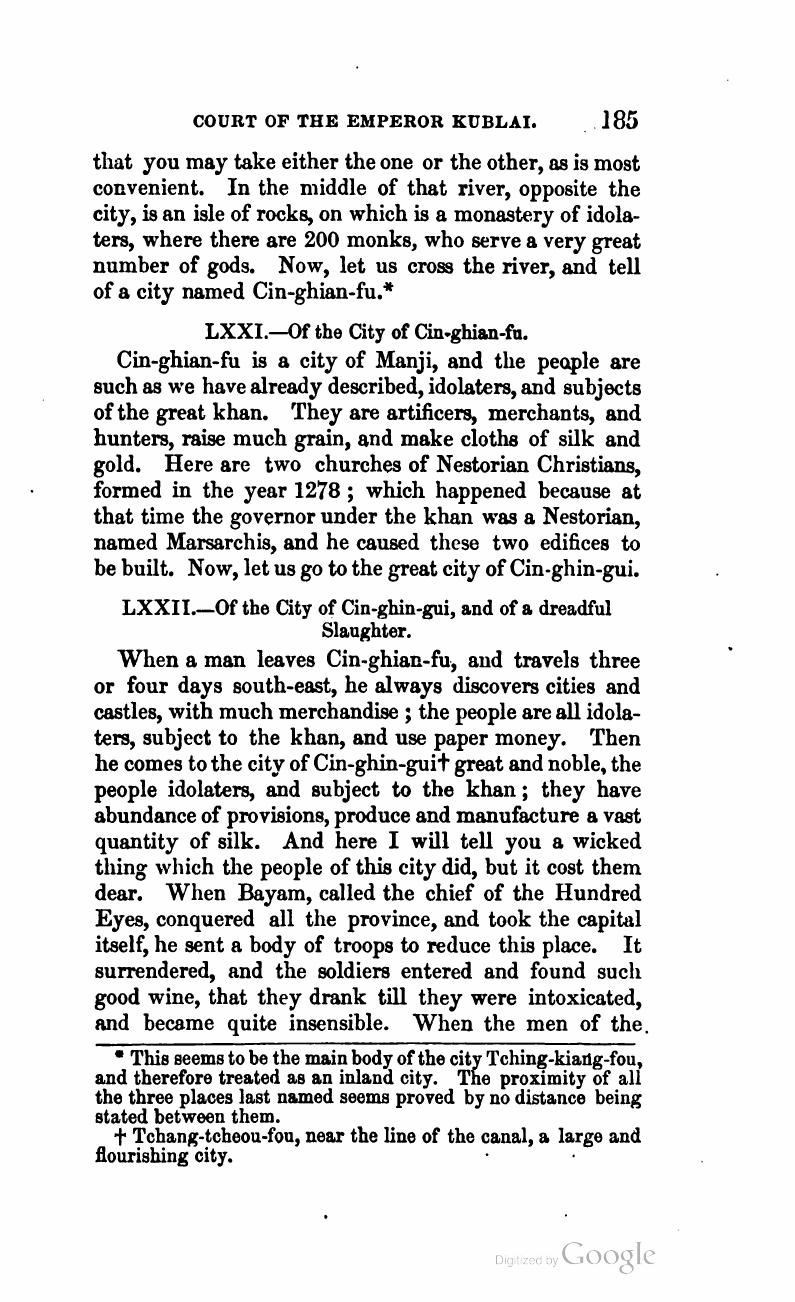 COURT OF THE EMPEROR KUBLAI. 185
that you may take either the one or the other, as is most
convenient. In the middle of that river, opposite the
city, is an isle of rocks, on which is a monastery of idola-
ters, where there are 200 monks, who serve a very great
number of gods. Now, let us cross the river, and tell
of a city named Cin-ghian-fu.*
LXXI.—Of the City of Cin-ghian-fu.
Cin-ghian-fu is a city of Manji, and the people are
such as we have already described, idolaters, and subjects
of the great khan. They are artificers, merchants, and
hunters, raise much grain, and make cloths of silk and
gold. Here are two churches of Nestorian Christians,
formed in the year 1278 ; which happened because at
that time the governor under the khan was a Nestorian,
named Marsarchis, and he caused these two edifices to
be built. Now, let us go to the great city of Cin-ghin-gui.
LXXII.—Of the City of Cin-ghin-gui, and of a dreadful
Slaughter.
When a man leaves Cin-ghian-fu, and travels three
or four days south-east, he always discovers cities and
castles, with much merchandise ; the people are all idola-
ters, subject to the khan, and use paper money. Then
he comes to the city of Cin-ghin-gui† great and noble, the
people idolaters, and subject to the khan ; they have
abundance of provisions, produce and manufacture a vast
quantity of silk. And here I will tell you a wicked
thing which the people of this city did, but it cost them
dear. When Bayam, called the chief of the Hundred
Eyes, conquered all the province, and took the capital
itself, he sent a body of troops to reduce this place. It
surrendered, and the soldiers entered and found such
good wine, that they drank till they were intoxicated,
and became quite insensible. When the men of the
* This seems to be the main body of the city Tching-kiang-fou,
and therefore treated as an inland city. The proximity of all
the three places last named seems proved by no distance being
stated between them.
† Tchang-tcheou-fou, near the line of the canal, a large and
flourishing city.
Digitized by Google